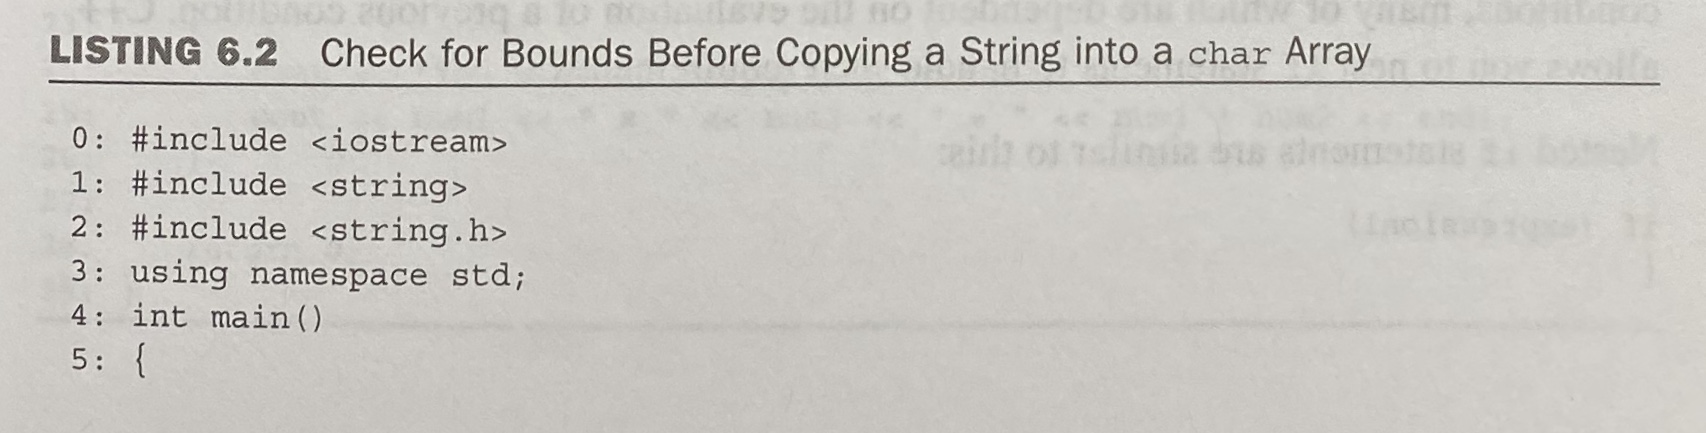 LISTING 6.2 Check for Bounds Before Copying a String into a char Array
0: #include <iostream>
1: #include <string>
2: #include <string.h>
3: using namespace std;
4: int main()
5: {